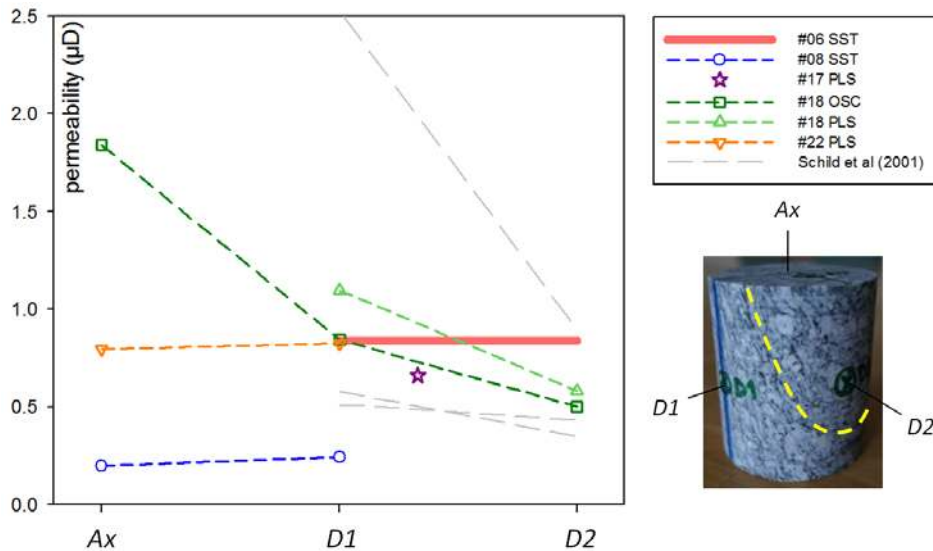 2.5
2.0
1.5
1.0
0.5
0.0
permeability (µD)
Ax
D1
D2
#06 SST
#08 SST
#17 PLS
#18 OSC
#18 PLS
#22 PLS
Schild et al (2001)
Ax
D1
D1
D2